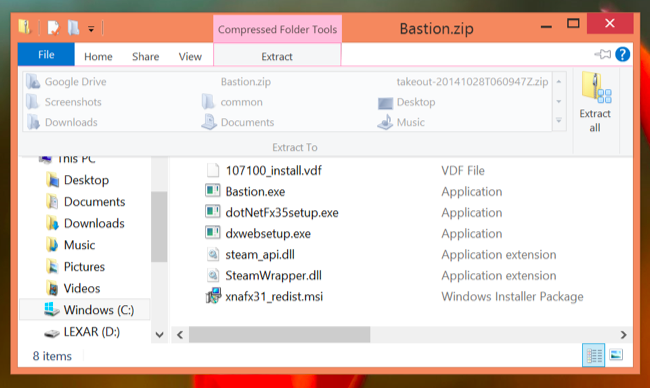 Compressed Folder Tools Bastion.zip
File Home Share View Extract
Google Drive Bastion.zip takeout-20141028T060947Z.zip
Screenshots common Desktop
Downloads Documents Music
Extract all
Extract To
This PC
Desktop
Documents
Downloads
Music
Pictures
Videos
Windows (C:)
LEXAR (D:)
107100_install.vdf VDF File
Bastion.exe Application
dotNetFx35setup.exe Application
dxwebsetup.exe Application
steam_api.dll Application extension
SteamWrapper.dll Application extension
xnafx31_redist.msi Windows Installer Package
8 items